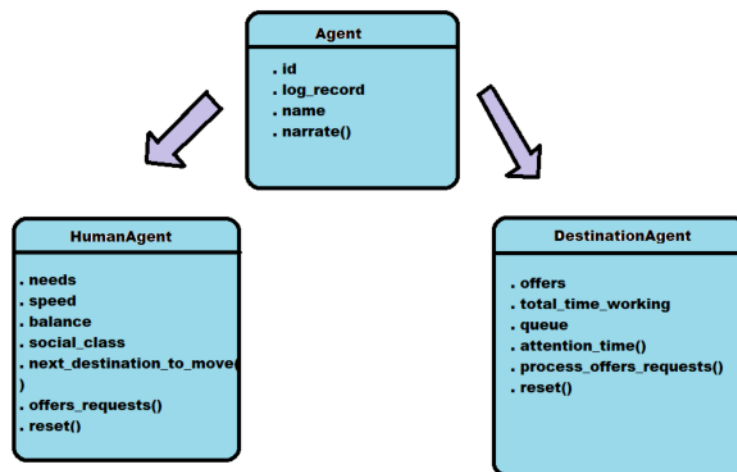 Agent
. id
. log_record
. name
. narrate()
HumanAgent
. needs
. speed
. balance
. social_class
. next_destination_to_move(
)
. offers_requests()
. reset()
DestinationAgent
. offers
. total_time_working
. queue
. attention_time()
. process_offers_requests()
. reset()